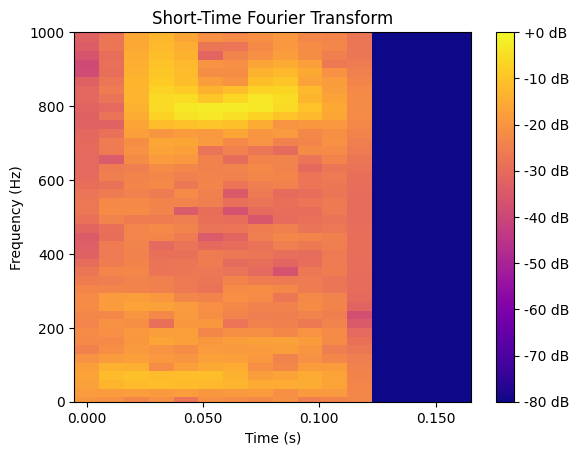 Short-Time Fourier Transform
1000
800
600
400
200
0
Frequency (Hz)
0.000
0.050
0.100
0.150
Time (s)
+0 dB
-10 dB
-20 dB
-30 dB
-40 dB
-50 dB
-60 dB
-70 dB
-80 dB